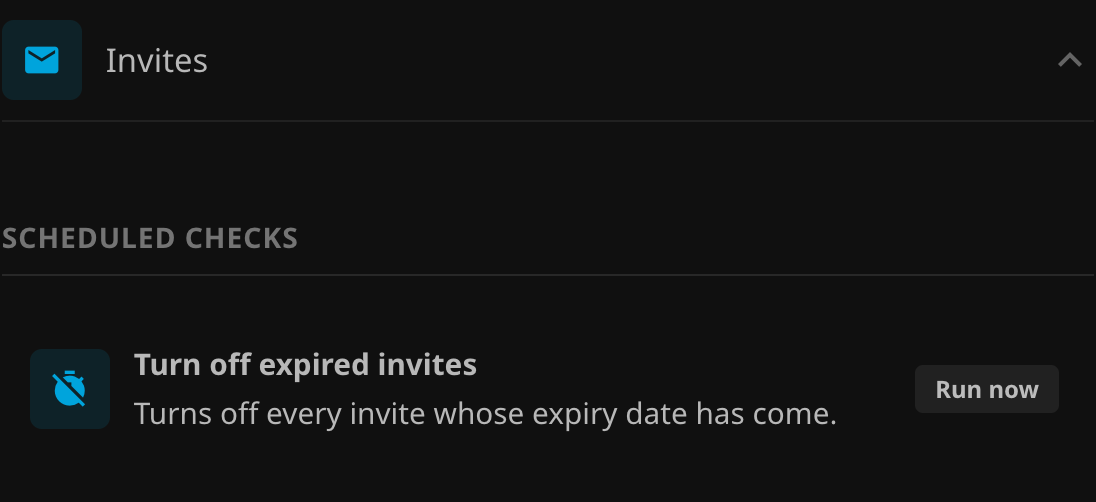 Invites
SCHEDULED CHECKS
Turn off expired invites
Turns off every invite whose expiry date has come.
Run now